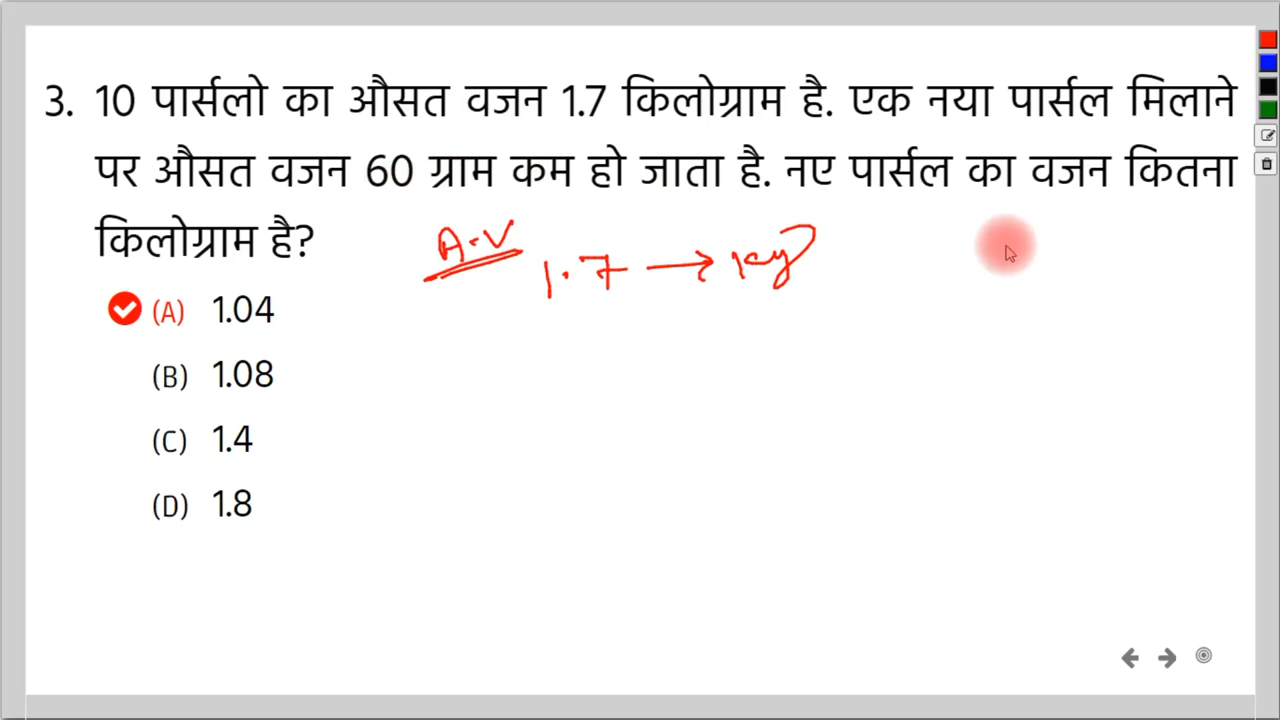 3. 10 पार्सलो का औसत वजन 1.7 किलोग्राम है. एक नया पार्सल मिलाने
पर औसत वजन 60 ग्राम कम हो जाता है. नए पार्सल का वजन कितना
किलोग्राम है?
A.V
1.7 → kg
(A) 1.04
(B) 1.08
(C) 1.4
(D) 1.8